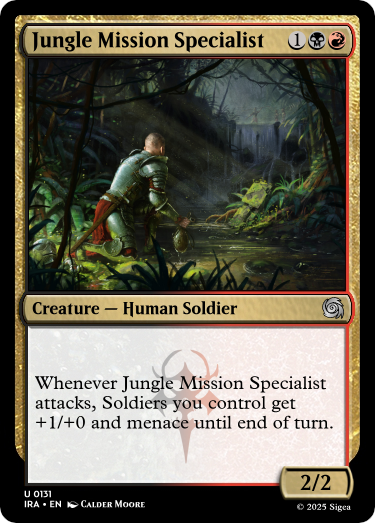 Jungle Mission Specialist 1
Creature — Human Soldier
Whenever Jungle Mission Specialist
attacks, Soldiers you control get
+1/+0 and menace until end of turn.
2/2
U 0131
IRA • EN Calder Moore
© 2025 Sigea